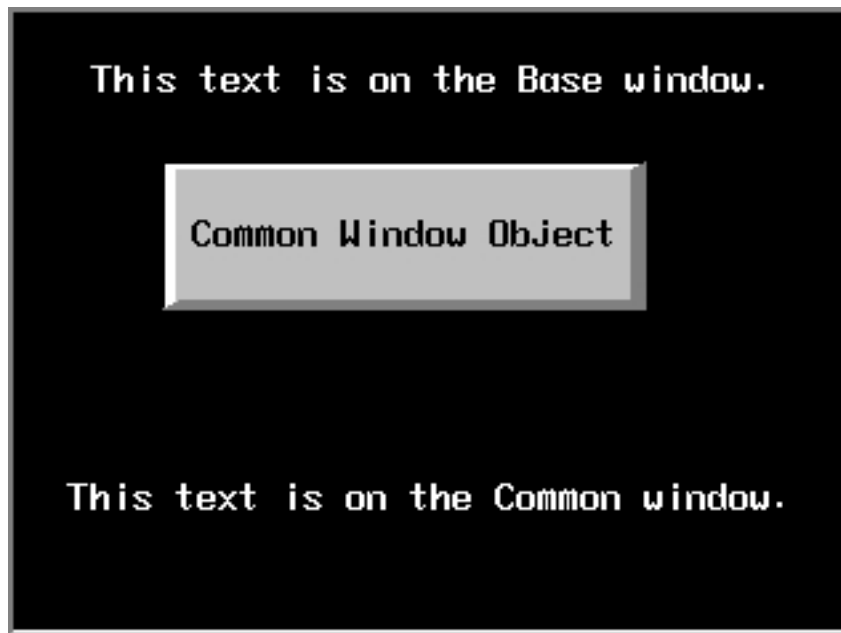 This text is on the Base window.
Common Window Object
This text is on the Common window.